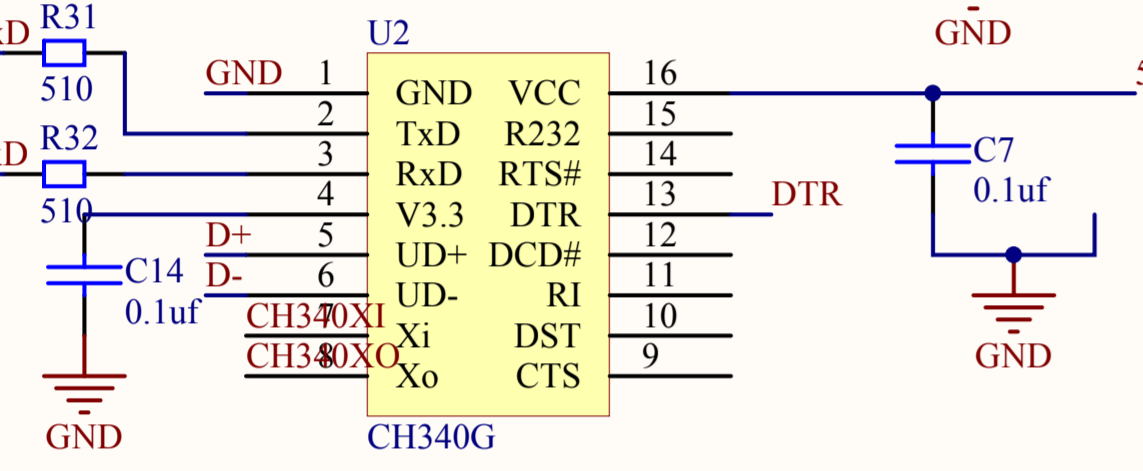 R31
D
510
U2
GND
GND 1
GND VCC 16
2
TxD R232 15
R32
3
D
RxD RTS# 14
C7
510
4
V3.3 DTR 13
DTR
0.1uf
D+ 5
UD+ DCD# 12
C14
D- 6
UD- RI 11
0.1uf
CH340XI 7
Xi DST 10
CH340XO 8
Xo CTS 9
GND
GND
CH340G